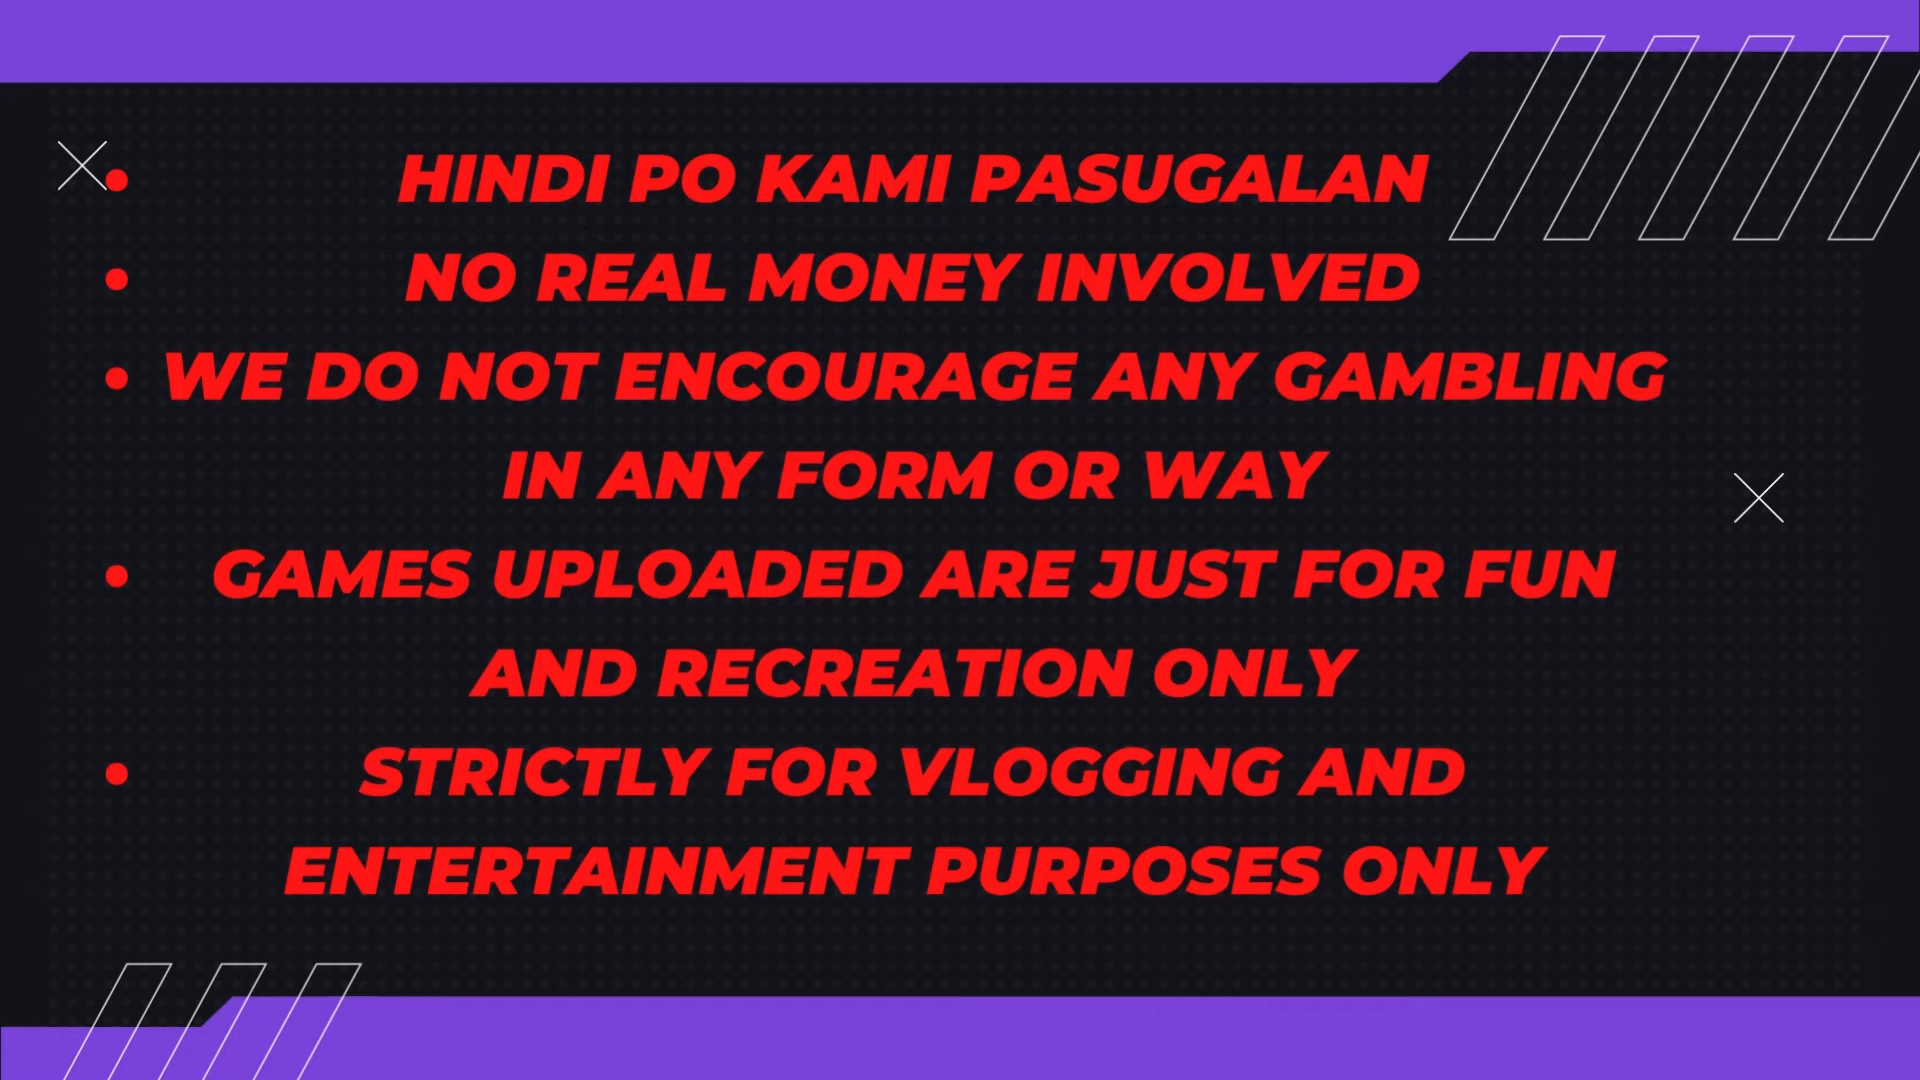 • HINDI PO KAMI PASUGALAN
• NO REAL MONEY INVOLVED
• WE DO NOT ENCOURAGE ANY GAMBLING
IN ANY FORM OR WAY
• GAMES UPLOADED ARE JUST FOR FUN
AND RECREATION ONLY
• STRICTLY FOR VLOGGING AND
ENTERTAINMENT PURPOSES ONLY